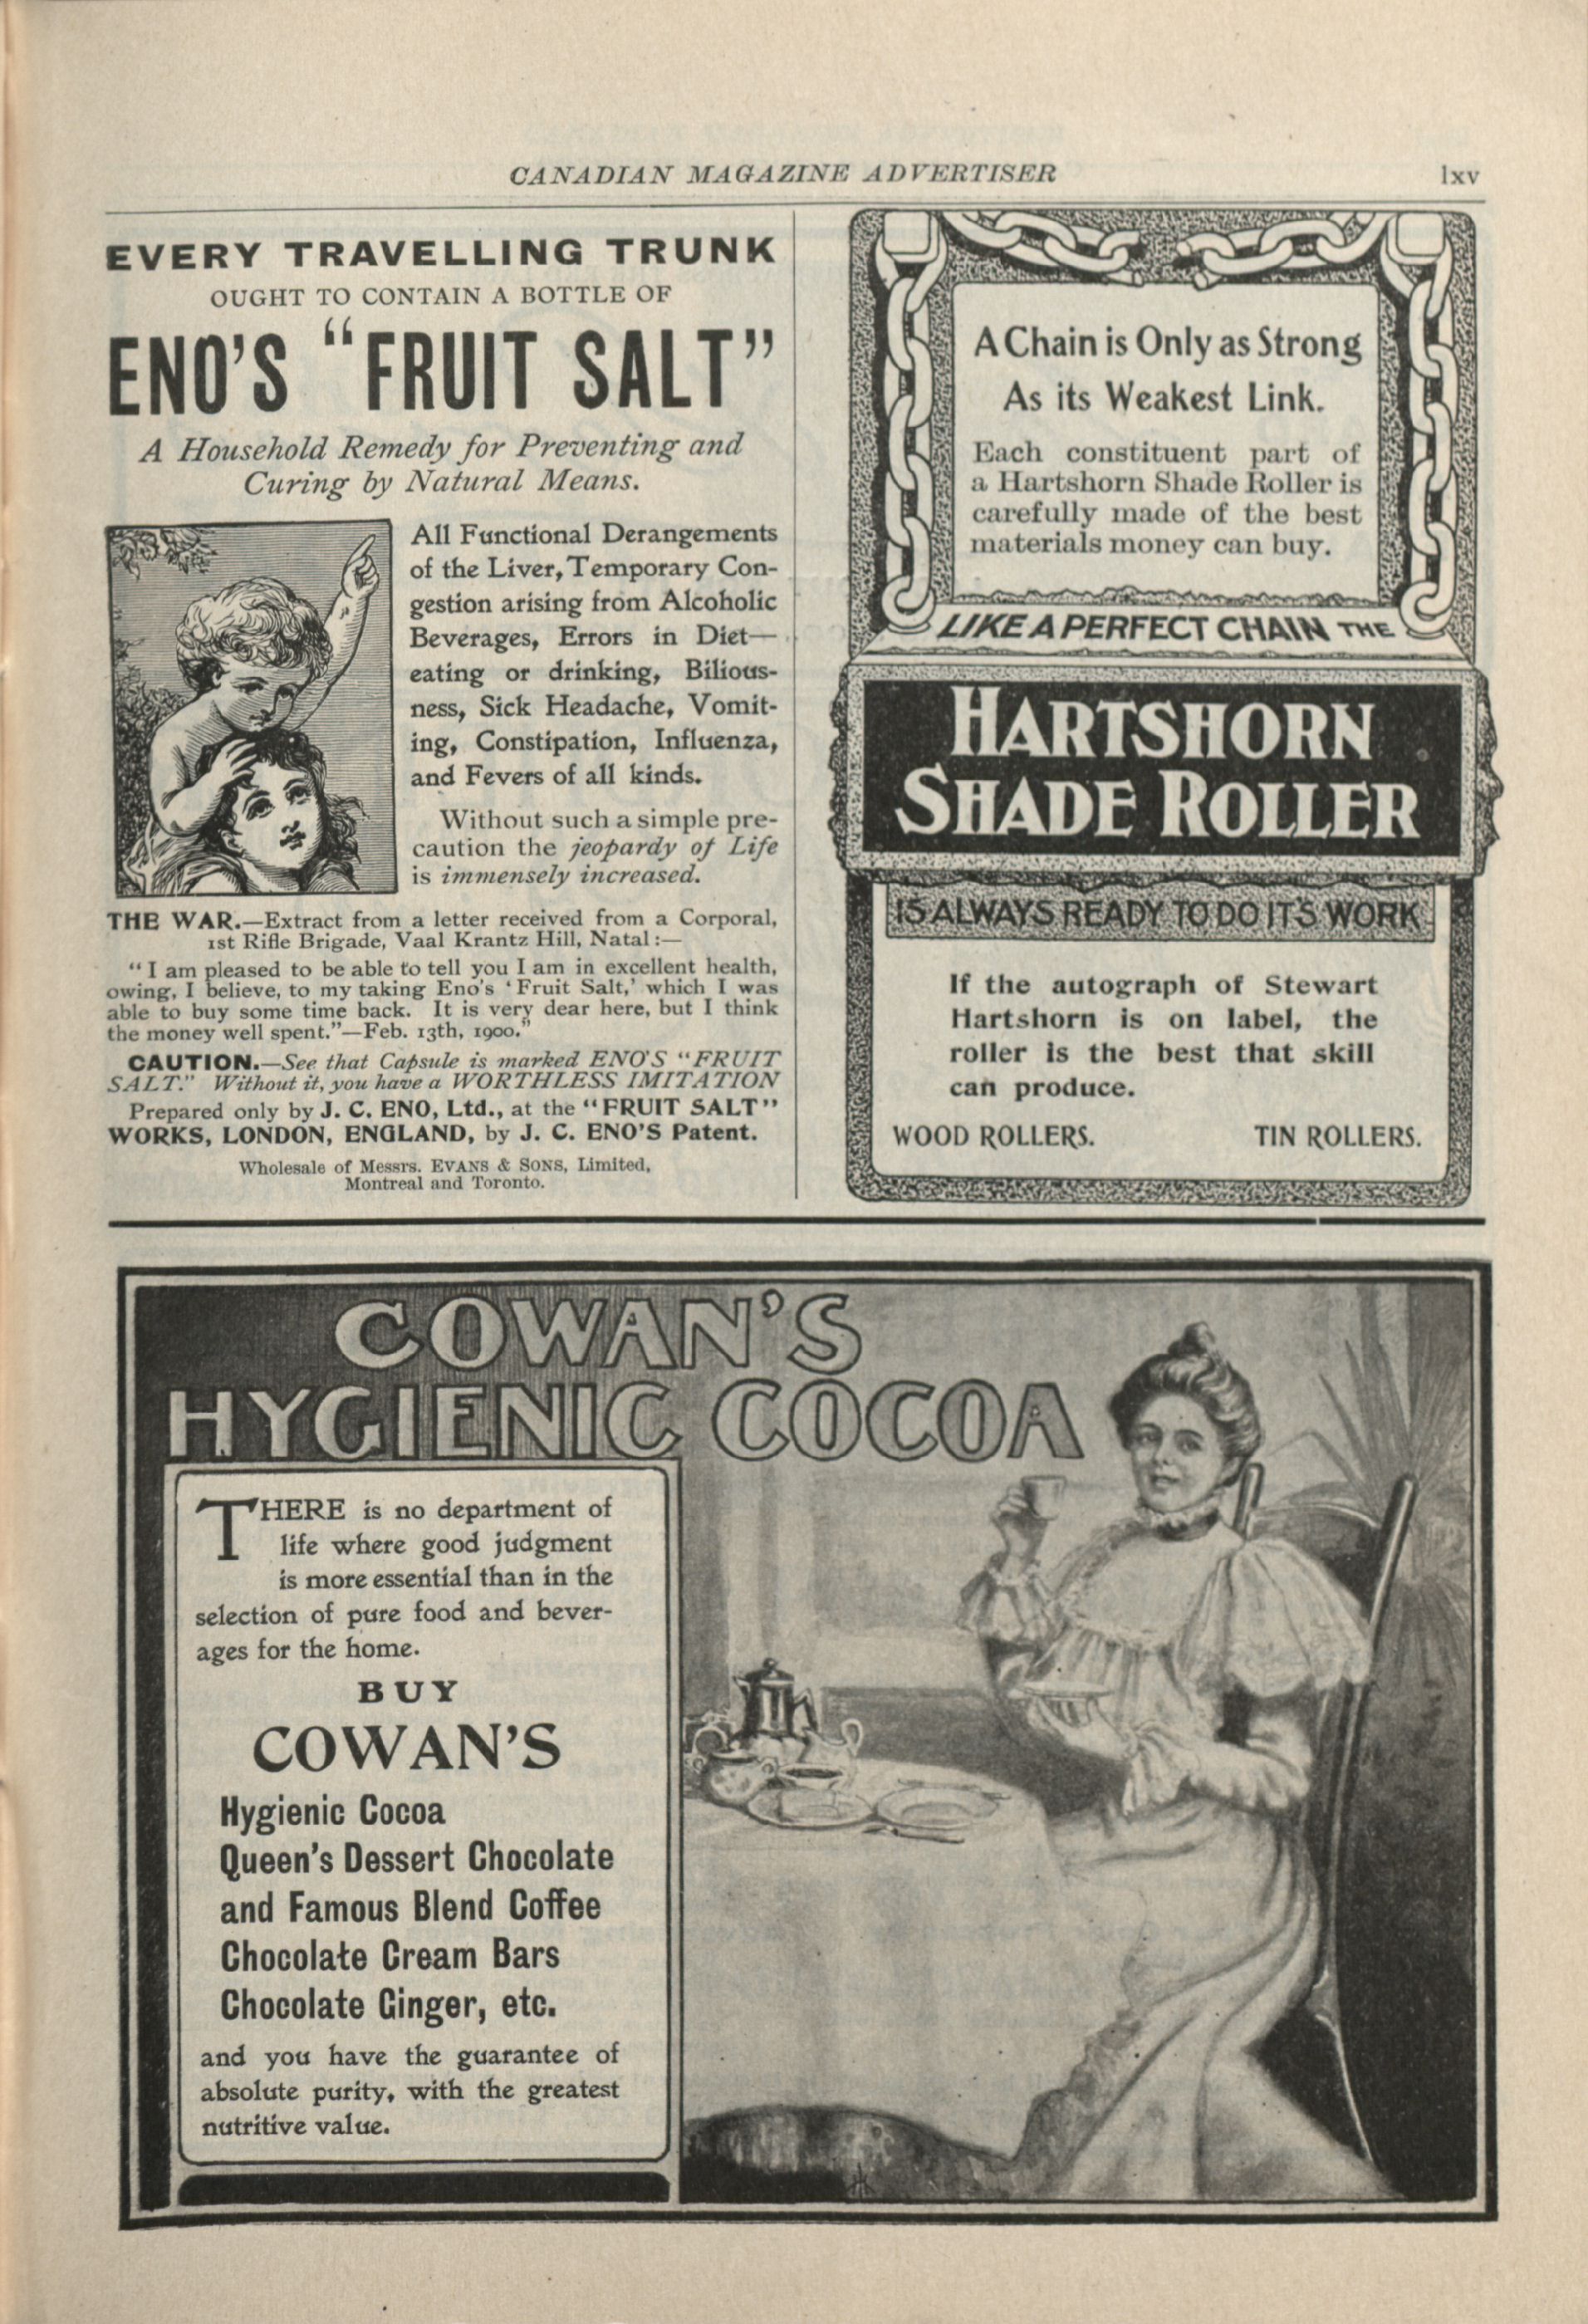 CANADIAN MAGAZINE ADVERTISER
lxv
EVERY TRAVELLING TRUNK
OUGHT TO CONTAIN A BOTTLE OF
ENO'S "FRUIT SALT"
A Household Remedy for Preventing and
Curing by Natural Means.
All Functional Derangements
of the Liver, Temporary Con-
gestion arising from Alcoholic
Beverages, Errors in Diet—
eating or drinking, Bilious-
ness, Sick Headache, Vomit-
ing, Constipation, Influenza,
and Fevers of all kinds.
Without such a simple pre-
caution the jeopardy of Life
is immensely increased.
THE WAR.—Extract from a letter received from a Corporal,
1st Rifle Brigade, Vaal Krantz Hill, Natal:—
"I am pleased to be able to tell you I am in excellent health,
owing, I believe, to my taking Eno's 'Fruit Salt,' which I was
able to buy some time back. It is very dear here, but I think
the money well spent."—Feb. 13th, 1900."
CAUTION.—See that Capsule is marked ENO'S "FRUIT
SALT." Without it, you have a WORTHLESS IMITATION
Prepared only by J. C. ENO, Ltd., at the "FRUIT SALT"
WORKS, LONDON, ENGLAND, by J. C. ENO'S Patent.
Wholesale of Messrs. EVANS & SONS, Limited,
Montreal and Toronto.
A Chain is Only as Strong
As its Weakest Link.
Each constituent part of
a Hartshorn Shade Roller is
carefully made of the best
materials money can buy.
LIKE A PERFECT CHAIN THE
HARTSHORN
SHADE ROLLER
IS ALWAYS READY TO DO ITS WORK
If the autograph of Stewart
Hartshorn is on label, the
roller is the best that skill
can produce.
WOOD ROLLERS. TIN ROLLERS.
COWAN'S
HYGIENIC COCOA
THERE is no department of
life where good judgment
is more essential than in the
selection of pure food and bever-
ages for the home.
BUY
COWAN'S
Hygienic Cocoa
Queen's Dessert Chocolate
and Famous Blend Coffee
Chocolate Cream Bars
Chocolate Ginger, etc.
and you have the guarantee of
absolute purity, with the greatest
nutritive value.